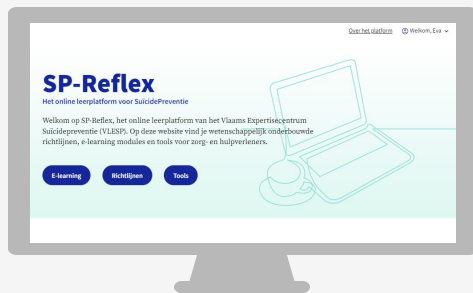 Over het platform
Welkom, Eva
SP-Reflex
Het online leerplatform voor SuïcidePreventie
Welkom op SP-Reflex, het online leerplatform van het Vlaams Expertisecentrum
Suïcidepreventie (VLESP). Op deze website vind je wetenschappelijk onderbouwde
richtlijnen, e-learning modules en tools voor zorg- en hulpverleners.
E-learning
Richtlijnen
Tools